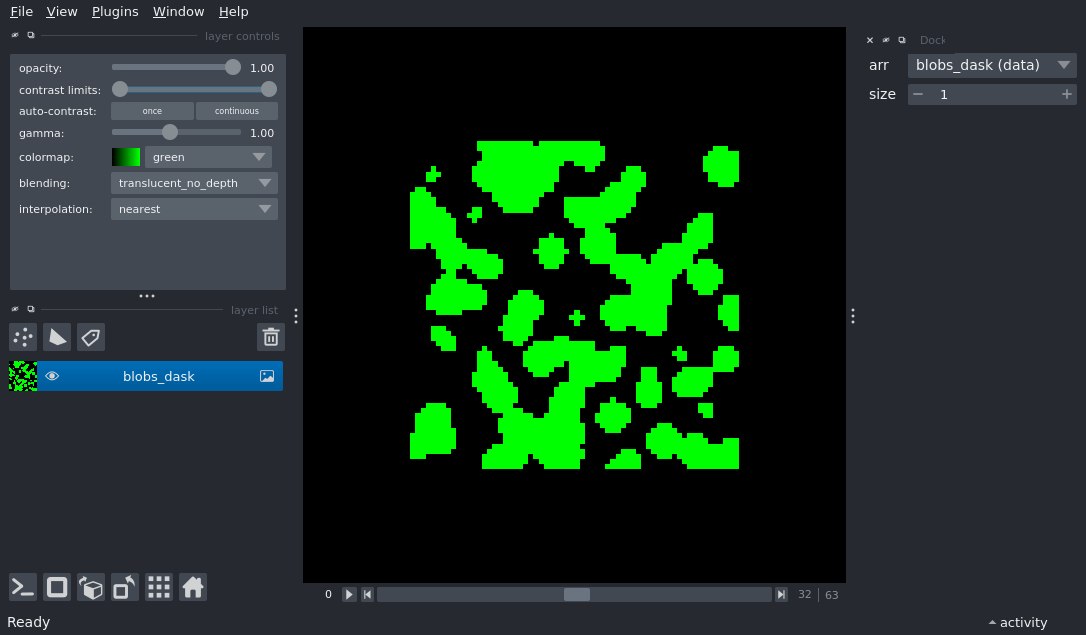 File View Plugins Window Help
layer controls
opacity: 1.00
contrast limits:
auto-contrast: once continuous
gamma: 1.00
colormap: green
blending: translucent_no_depth
interpolation: nearest
layer list
blobs_dask
0 32 63
Dock
arr blobs_dask (data)
size 1
Ready
activity